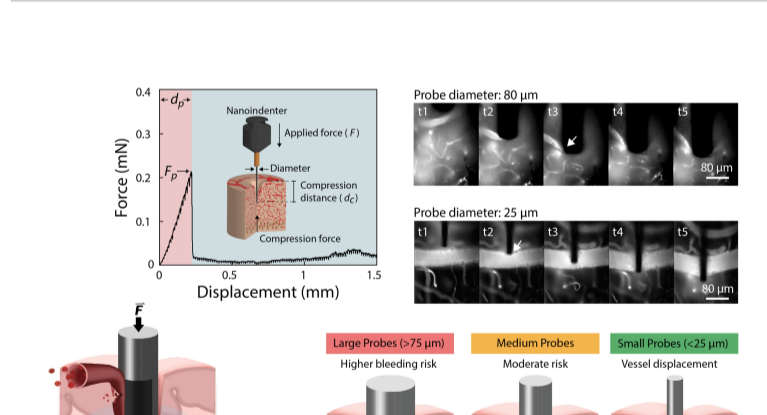 0.4
0.3
0.2
0.1
0
Force (mN)
dp
Fp
Nanoindenter
Applied force (F)
Diameter
Compression
distance (dC)
Compression force
0
0.5
1
1.5
Displacement (mm)
Probe diameter: 80 μm
t1
t2
t3
t4
t5
80 μm
Probe diameter: 25 μm
t1
t2
t3
t4
t5
80 μm
F
Large Probes (>75 μm)
Higher bleeding risk
Medium Probes
Moderate risk
Small Probes (<25 μm)
Vessel displacement